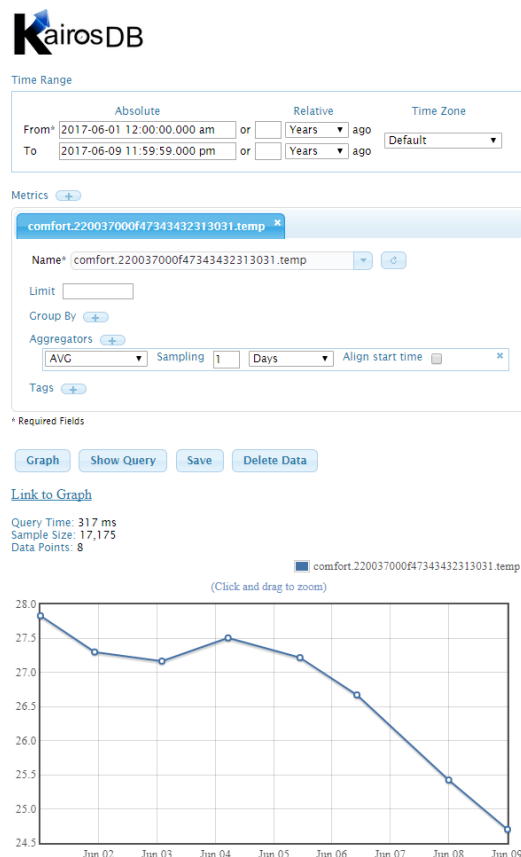 KairosDB
Time Range
Absolute Relative Time Zone
From* 2017-06-01 12:00:00.000 am or Years ago Default
To 2017-06-09 11:59:59.000 pm or Years ago
Metrics +
comfort.220037000f47343432313031.temp ×
Name* comfort.220037000f47343432313031.temp
Limit
Group By +
Aggregators +
AVG Sampling 1 Days Align start time ×
Tags +
* Required Fields
Graph Show Query Save Delete Data
Link to Graph
Query Time: 317 ms
Sample Size: 17,175
Data Points: 8
comfort.220037000f47343432313031.temp
(Click and drag to zoom)
28.0
27.5
27.0
26.5
26.0
25.5
25.0
24.5
Jun 02 Jun 03 Jun 04 Jun 05 Jun 06 Jun 07 Jun 08 Jun 09